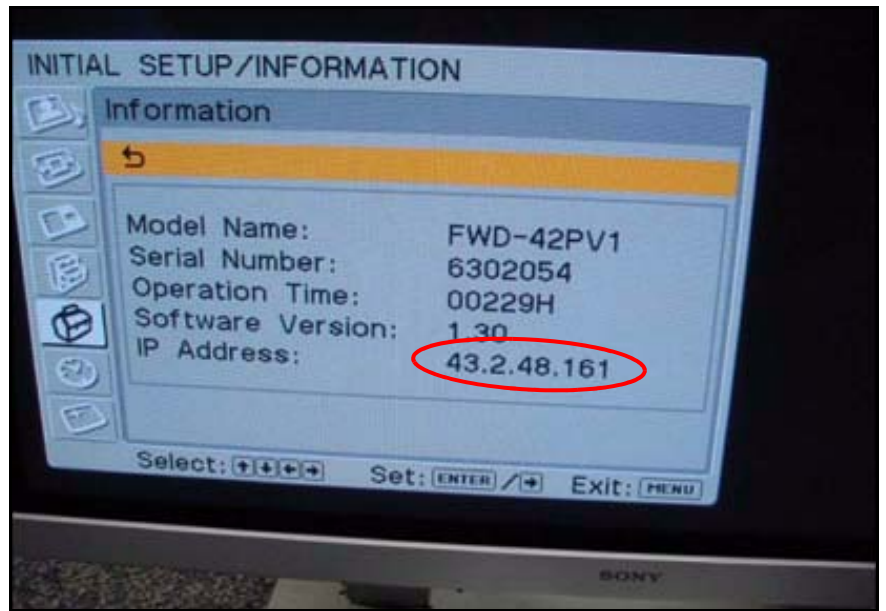 INITIAL SETUP/INFORMATION
Information
Model Name: FWD-42PV1
Serial Number: 6302054
Operation Time: 00229H
Software Version: 1.30
IP Address: 43.2.48.161
Select: Set: ENTER / Exit: MENU
SONY